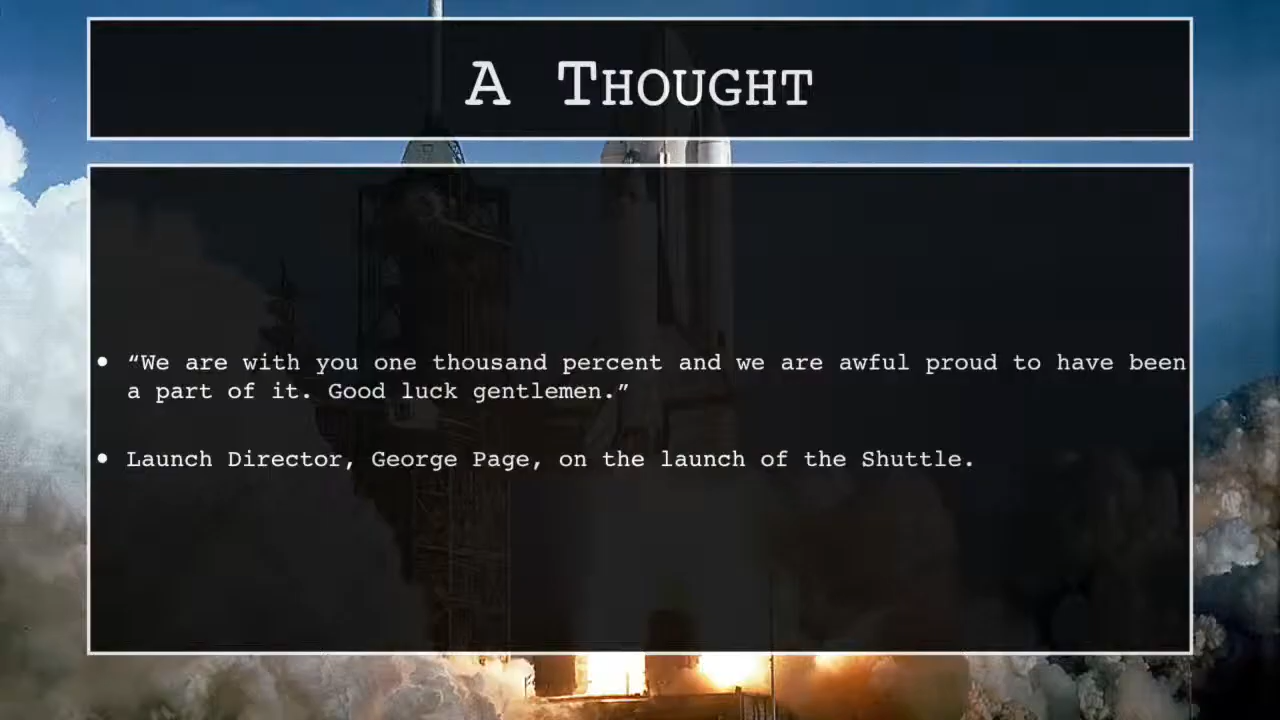 A Thought
• “We are with you one thousand percent and we are awful proud to have been
a part of it. Good luck gentlemen.”
• Launch Director, George Page, on the launch of the Shuttle.